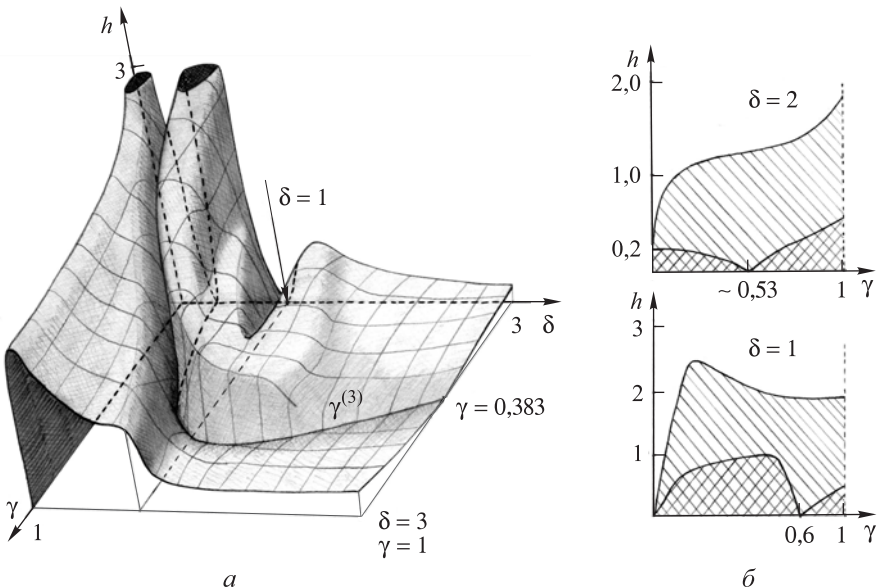 h
3
δ = 1
3 δ
γ⁽³⁾
γ = 0,383
γ
1
δ = 3
γ = 1
а
h
2,0
δ = 2
1,0
0,2
~ 0,53 1 γ
h
3
δ = 1
2
1
0,6 1 γ
б